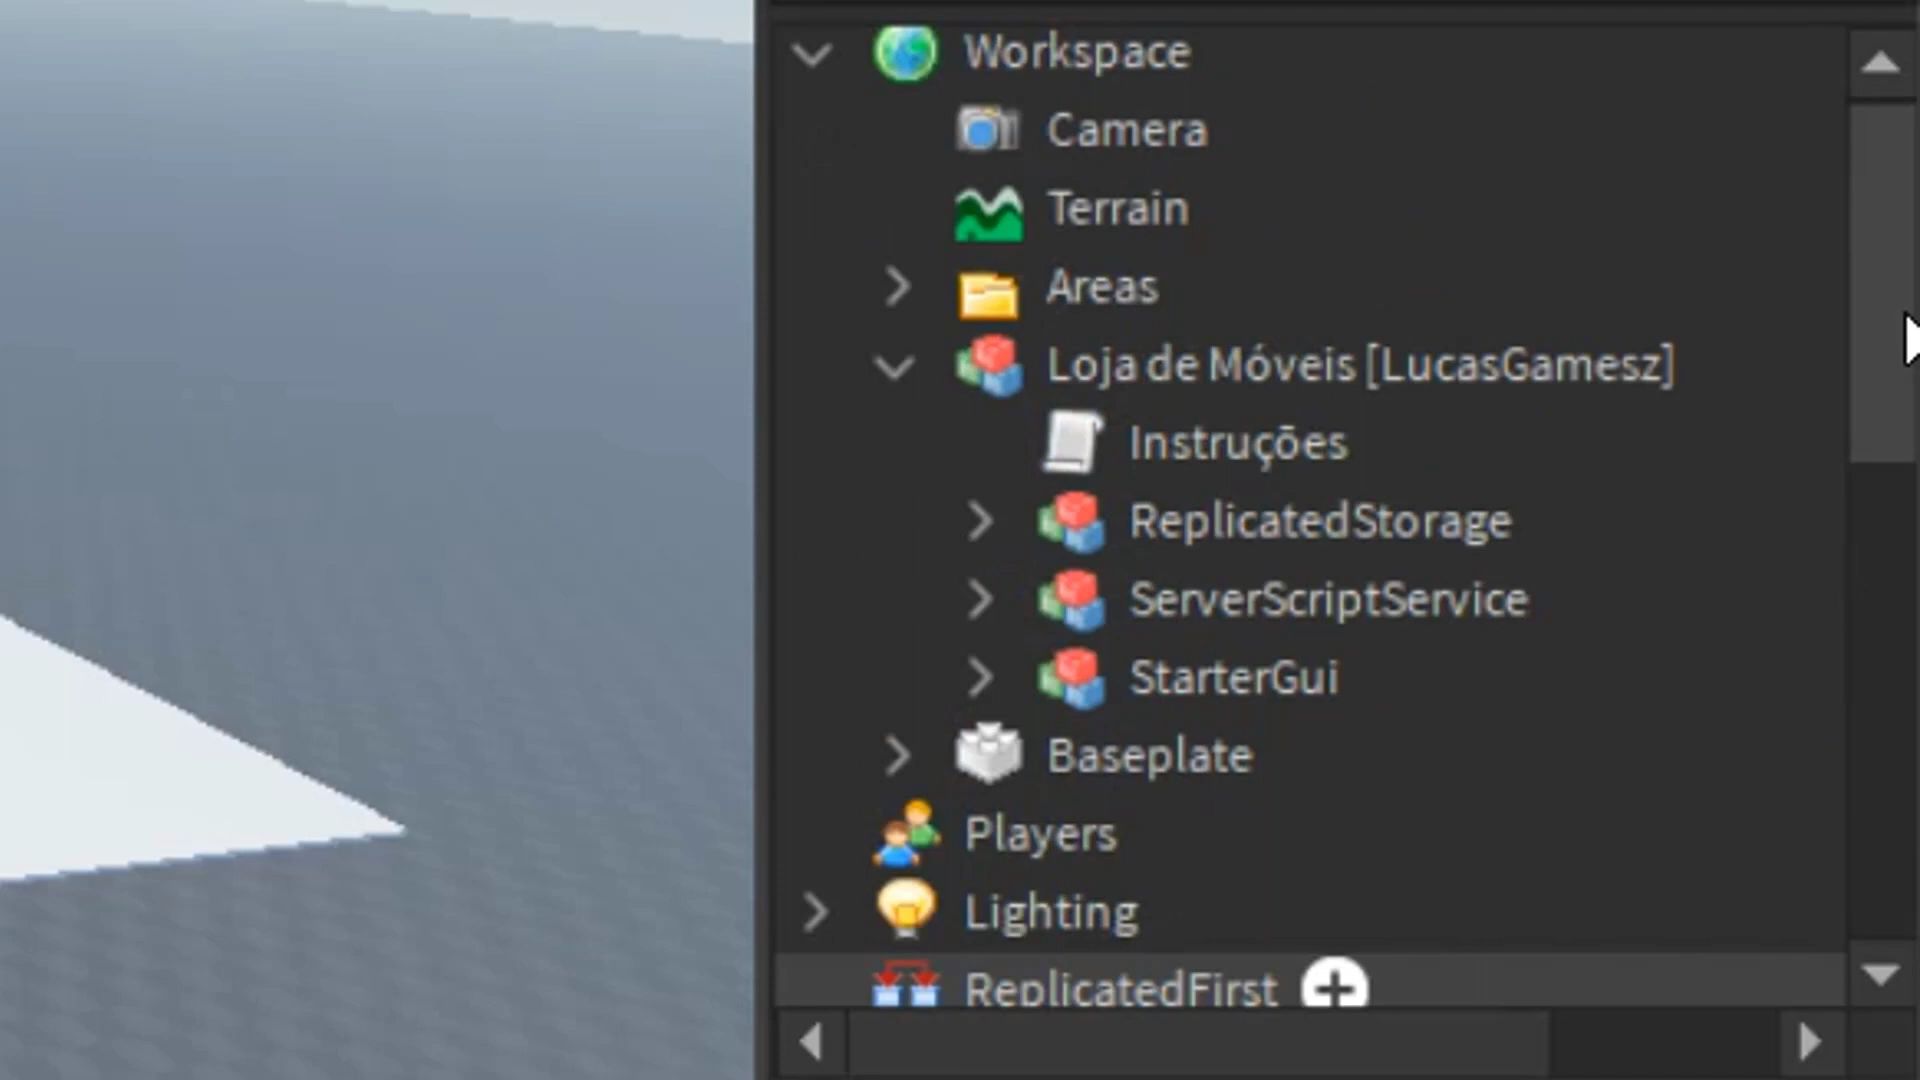 Workspace
Camera
Terrain
Areas
Loja de Móveis [LucasGamesz]
Instruções
ReplicatedStorage
ServerScriptService
StarterGui
Baseplate
Players
Lighting
ReplicatedFirst